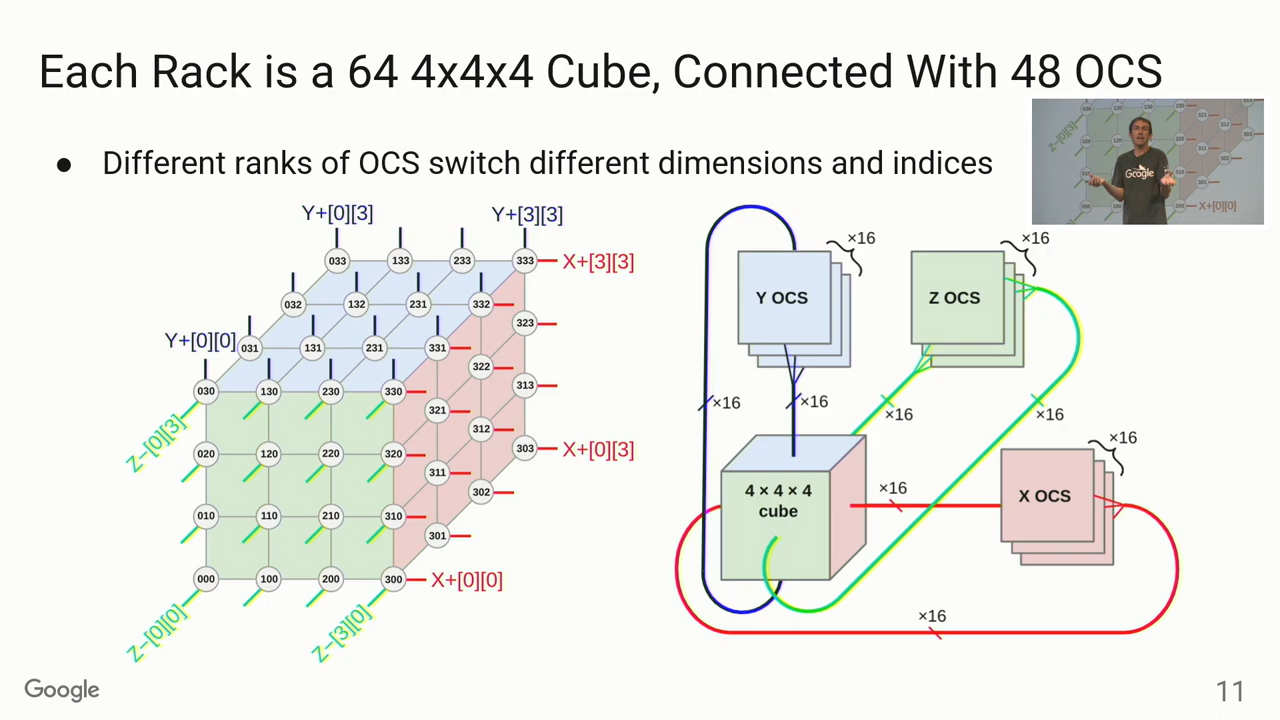 Each Rack is a 64 4x4x4 Cube, Connected With 48 OCS
● Different ranks of OCS switch different dimensions and indices
Google
X+[0][0]
Y+[0][3]
Y+[3][3]
033 133 233 333
X+[3][3]
032 132 231 332
323
Y+[0][0]
031 131 231 331
322
313
030 130 230 330
321
312
Z-[0][3]
020 120 220 320
303
X+[0][3]
311
302
010 110 210 310
301
000 100 200 300
X+[0][0]
Z-[0][0]
Z-[3][0]
×16
×16
Y OCS
Z OCS
×16
×16
×16
×16
×16
4 × 4 × 4
cube
×16
X OCS
×16
Google
11